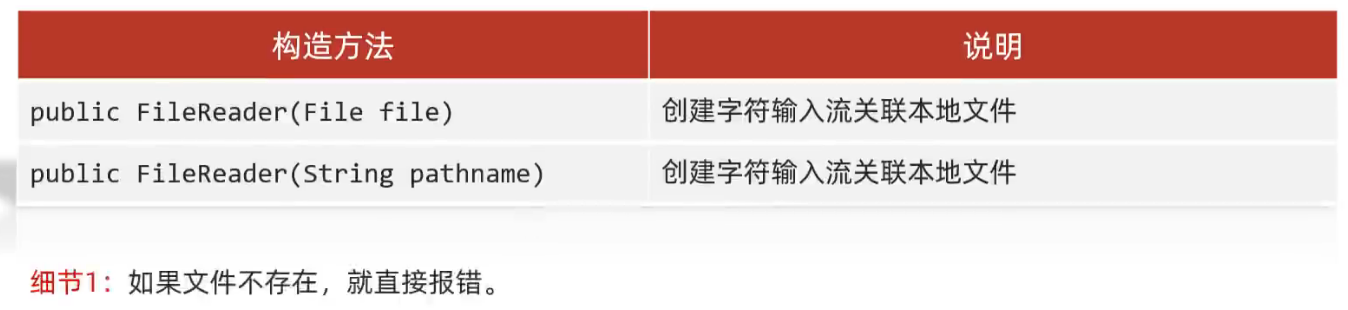 构造方法 说明
public FileReader(File file) 创建字符输入流关联本地文件
public FileReader(String pathname) 创建字符输入流关联本地文件
细节1：如果文件不存在，就直接报错。